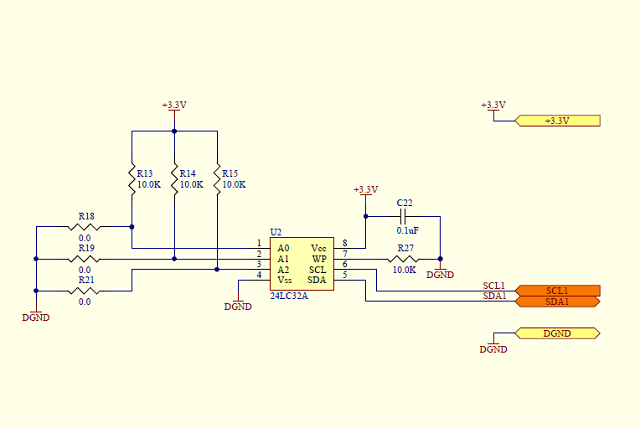 +3.3V
+3.3V
+3.3V
R13
10.0K
R14
10.0K
R15
10.0K
+3.3V
C22
0.1uF
R18
0.0
R19
0.0
R21
0.0
DGND
U2
1 A0 Vcc 8
2 A1 WP 7
3 A2 SCL 6
4 Vss SDA 5
24LC32A
DGND
R27
10.0K
DGND
SCL1
SCL1
SDA1
SDA1
DGND
DGND